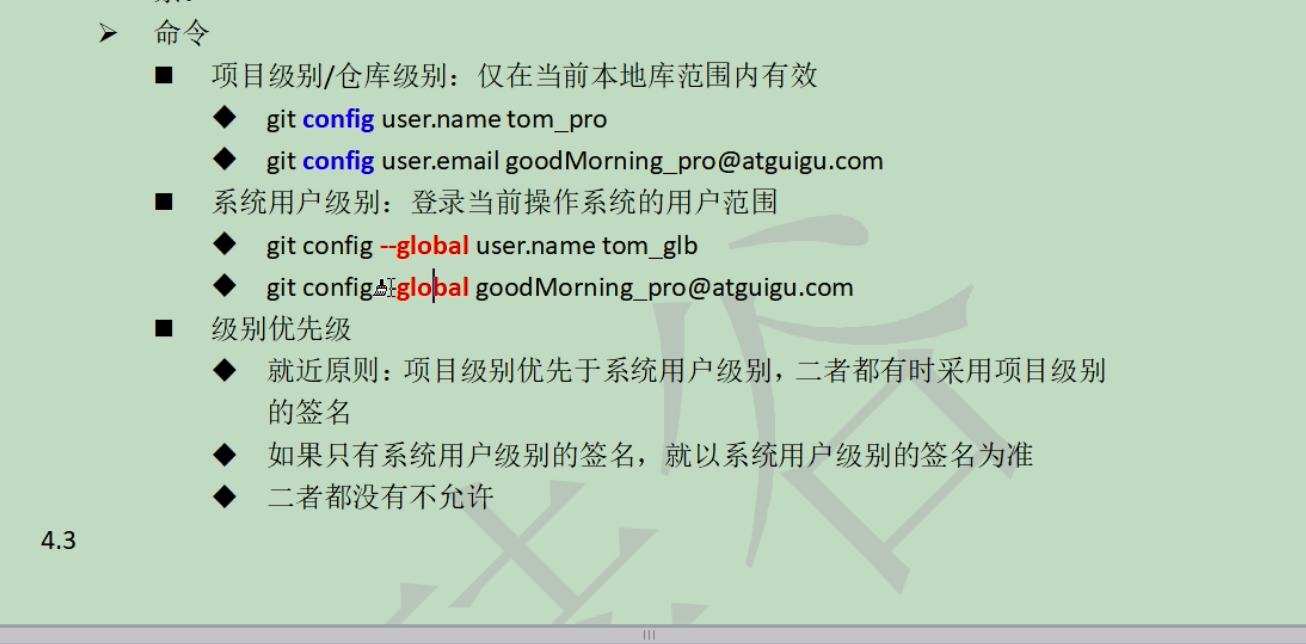 命令
项目级别/仓库级别：仅在当前本地库范围内有效
git config user.name tom_pro
git config user.email goodMorning_pro@atguigu.com
系统用户级别：登录当前操作系统的用户范围
git config --global user.name tom_glb
git config --global goodMorning_pro@atguigu.com
级别优先级
就近原则：项目级别优先于系统用户级别，二者都有时采用项目级别
的签名
如果只有系统用户级别的签名，就以系统用户级别的签名为准
二者都没有不允许
4.3